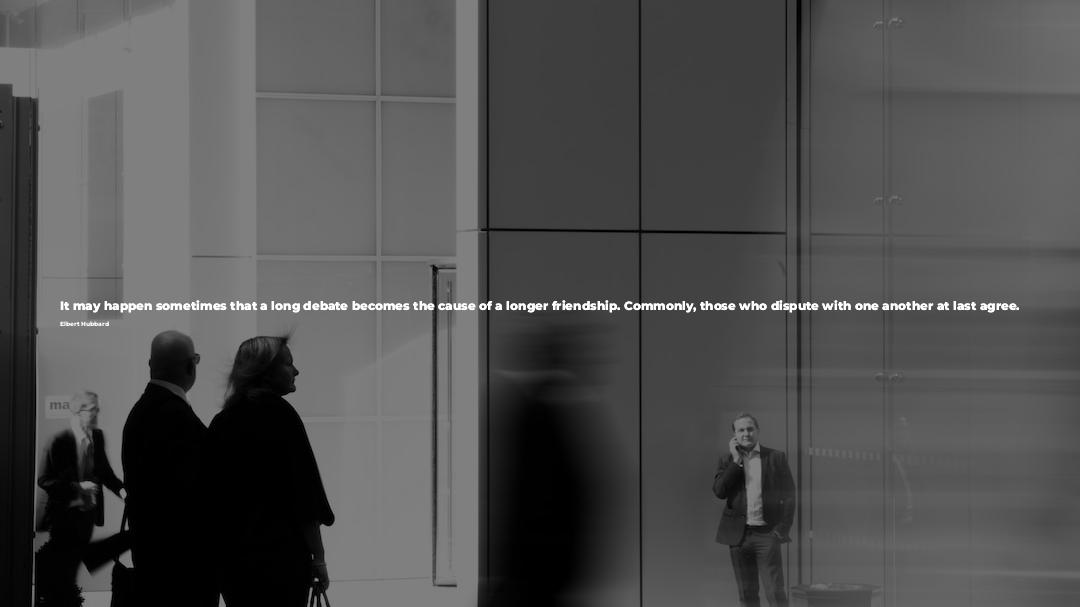 It may happen sometimes that a long debate becomes the cause of a longer friendship. Commonly, those who dispute with one another at last agree.
Elbert Hubbard
ma